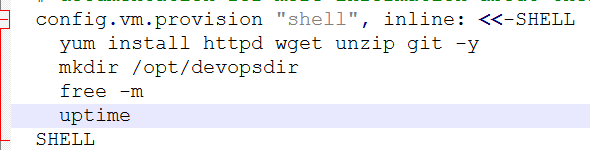 config.vm.provision "shell", inline: <<-SHELL
yum install httpd wget unzip git -y
mkdir /opt/devopsdir
free -m
uptime
SHELL